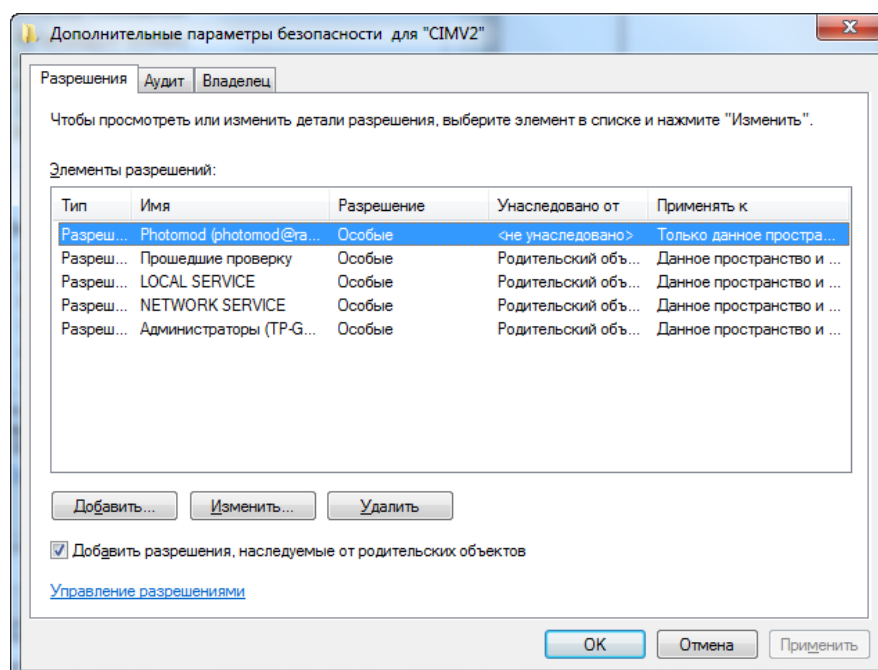 Дополнительные параметры безопасности для "CIMV2"
Разрешения Аудит Владелец
Чтобы просмотреть или изменить детали разрешения, выберите элемент в списке и нажмите "Изменить".
Элементы разрешений:
Тип Имя Разрешение Унаследовано от Применять к
Разреш... Photomod (photomod@ra... Особые <не унаследовано> Только данное простра...
Разреш... Прошедшие проверку Особые Родительский объ... Данное пространство и ...
Разреш... LOCAL SERVICE Особые Родительский объ... Данное пространство и ...
Разреш... NETWORK SERVICE Особые Родительский объ... Данное пространство и ...
Разреш... Администраторы (TP-G... Особые Родительский объ... Данное пространство и ...
Добавить... Изменить... Удалить
Добавить разрешения, наследуемые от родительских объектов
Управление разрешениями
OK Отмена Применить